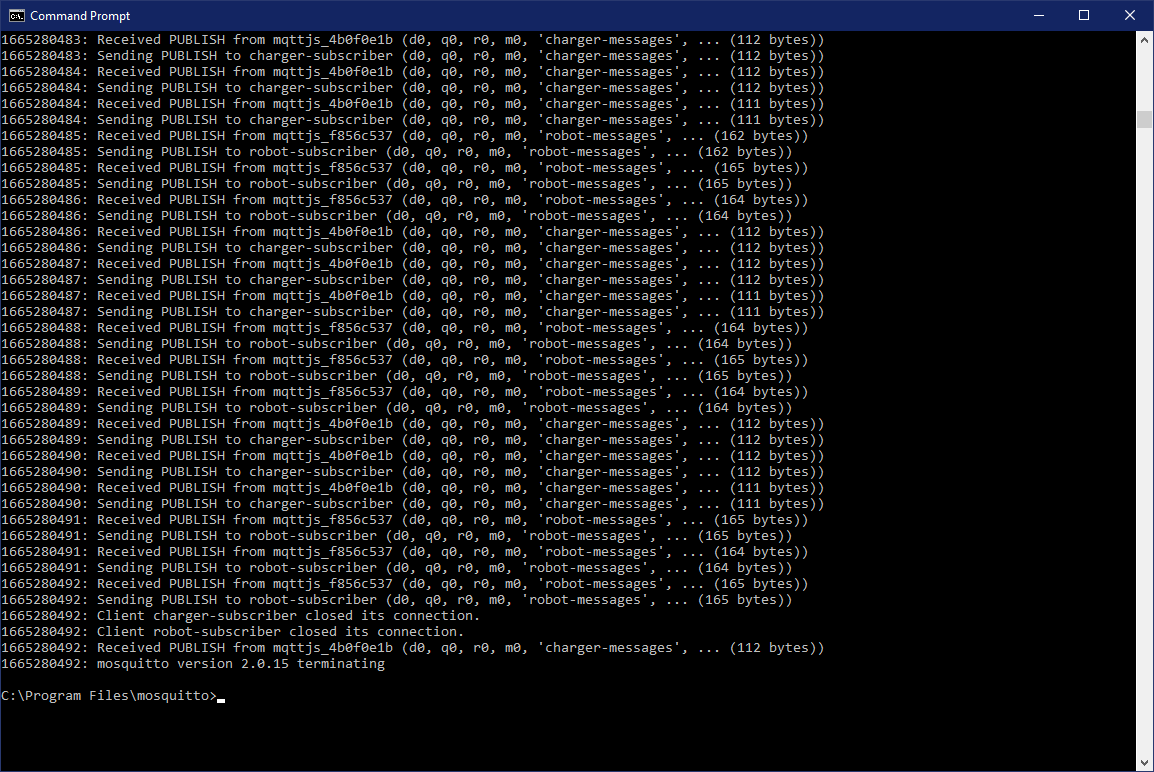 Command Prompt
1665280483: Received PUBLISH from mqttjs_4b0f0e1b (d0, q0, r0, m0, 'charger-messages', ... (112 bytes))
1665280483: Sending PUBLISH to charger-subscriber (d0, q0, r0, m0, 'charger-messages', ... (112 bytes))
1665280484: Received PUBLISH from mqttjs_4b0f0e1b (d0, q0, r0, m0, 'charger-messages', ... (112 bytes))
1665280484: Sending PUBLISH to charger-subscriber (d0, q0, r0, m0, 'charger-messages', ... (112 bytes))
1665280484: Received PUBLISH from mqttjs_4b0f0e1b (d0, q0, r0, m0, 'charger-messages', ... (111 bytes))
1665280484: Sending PUBLISH to charger-subscriber (d0, q0, r0, m0, 'charger-messages', ... (111 bytes))
1665280485: Received PUBLISH from mqttjs_f856c537 (d0, q0, r0, m0, 'robot-messages', ... (162 bytes))
1665280485: Sending PUBLISH to robot-subscriber (d0, q0, r0, m0, 'robot-messages', ... (162 bytes))
1665280485: Received PUBLISH from mqttjs_f856c537 (d0, q0, r0, m0, 'robot-messages', ... (165 bytes))
1665280485: Sending PUBLISH to robot-subscriber (d0, q0, r0, m0, 'robot-messages', ... (165 bytes))
1665280486: Received PUBLISH from mqttjs_f856c537 (d0, q0, r0, m0, 'robot-messages', ... (164 bytes))
1665280486: Sending PUBLISH to robot-subscriber (d0, q0, r0, m0, 'robot-messages', ... (164 bytes))
1665280486: Received PUBLISH from mqttjs_4b0f0e1b (d0, q0, r0, m0, 'charger-messages', ... (112 bytes))
1665280486: Sending PUBLISH to charger-subscriber (d0, q0, r0, m0, 'charger-messages', ... (112 bytes))
1665280487: Received PUBLISH from mqttjs_4b0f0e1b (d0, q0, r0, m0, 'charger-messages', ... (112 bytes))
1665280487: Sending PUBLISH to charger-subscriber (d0, q0, r0, m0, 'charger-messages', ... (112 bytes))
1665280487: Received PUBLISH from mqttjs_4b0f0e1b (d0, q0, r0, m0, 'charger-messages', ... (111 bytes))
1665280487: Sending PUBLISH to charger-subscriber (d0, q0, r0, m0, 'charger-messages', ... (111 bytes))
1665280488: Received PUBLISH from mqttjs_f856c537 (d0, q0, r0, m0, 'robot-messages', ... (164 bytes))
1665280488: Sending PUBLISH to robot-subscriber (d0, q0, r0, m0, 'robot-messages', ... (164 bytes))
1665280488: Received PUBLISH from mqttjs_f856c537 (d0, q0, r0, m0, 'robot-messages', ... (165 bytes))
1665280488: Sending PUBLISH to robot-subscriber (d0, q0, r0, m0, 'robot-messages', ... (165 bytes))
1665280489: Received PUBLISH from mqttjs_f856c537 (d0, q0, r0, m0, 'robot-messages', ... (164 bytes))
1665280489: Sending PUBLISH to robot-subscriber (d0, q0, r0, m0, 'robot-messages', ... (164 bytes))
1665280489: Received PUBLISH from mqttjs_4b0f0e1b (d0, q0, r0, m0, 'charger-messages', ... (112 bytes))
1665280489: Sending PUBLISH to charger-subscriber (d0, q0, r0, m0, 'charger-messages', ... (112 bytes))
1665280490: Received PUBLISH from mqttjs_4b0f0e1b (d0, q0, r0, m0, 'charger-messages', ... (112 bytes))
1665280490: Sending PUBLISH to charger-subscriber (d0, q0, r0, m0, 'charger-messages', ... (112 bytes))
1665280490: Received PUBLISH from mqttjs_4b0f0e1b (d0, q0, r0, m0, 'charger-messages', ... (111 bytes))
1665280490: Sending PUBLISH to charger-subscriber (d0, q0, r0, m0, 'charger-messages', ... (111 bytes))
1665280491: Received PUBLISH from mqttjs_f856c537 (d0, q0, r0, m0, 'robot-messages', ... (165 bytes))
1665280491: Sending PUBLISH to robot-subscriber (d0, q0, r0, m0, 'robot-messages', ... (165 bytes))
1665280491: Received PUBLISH from mqttjs_f856c537 (d0, q0, r0, m0, 'robot-messages', ... (164 bytes))
1665280491: Sending PUBLISH to robot-subscriber (d0, q0, r0, m0, 'robot-messages', ... (164 bytes))
1665280492: Received PUBLISH from mqttjs_f856c537 (d0, q0, r0, m0, 'robot-messages', ... (165 bytes))
1665280492: Sending PUBLISH to robot-subscriber (d0, q0, r0, m0, 'robot-messages', ... (165 bytes))
1665280492: Client charger-subscriber closed its connection.
1665280492: Client robot-subscriber closed its connection.
1665280492: Received PUBLISH from mqttjs_4b0f0e1b (d0, q0, r0, m0, 'charger-messages', ... (112 bytes))
1665280492: mosquitto version 2.0.15 terminating
C:\Program Files\mosquitto>